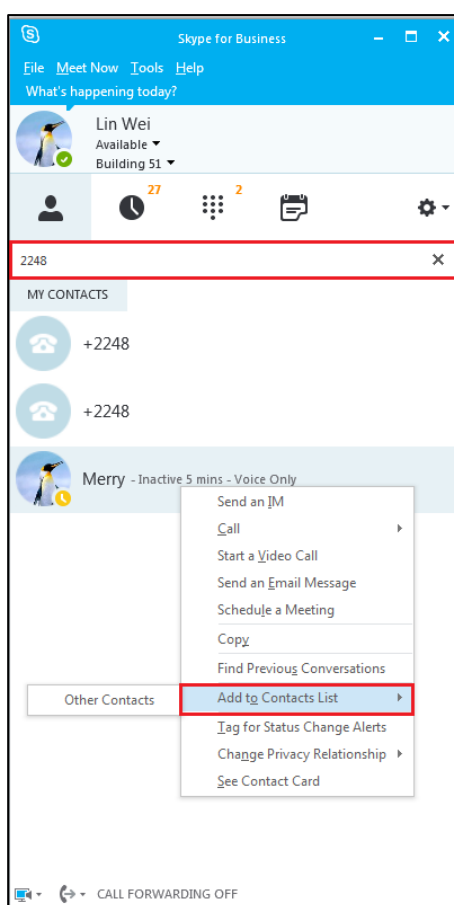 Skype for Business
File Meet Now Tools Help
What's happening today?
Lin Wei
Available
Building 51
27
2
2248
MY CONTACTS
+2248
+2248
Merry - Inactive 5 mins - Voice Only
Send an IM
Call
Start a Video Call
Send an Email Message
Schedule a Meeting
Copy
Find Previous Conversations
Other Contacts
Add to Contacts List
Tag for Status Change Alerts
Change Privacy Relationship
See Contact Card
CALL FORWARDING OFF